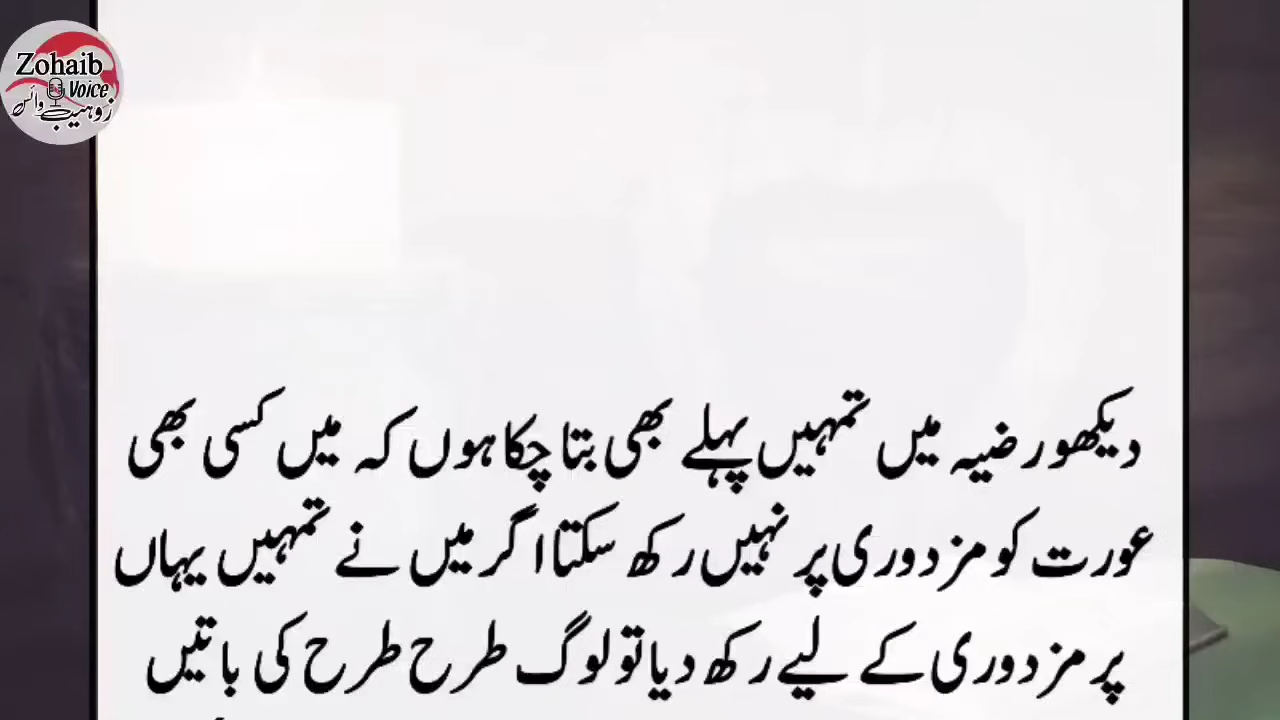 Zohaib
Voice
زوہیب وائس
دیکھو رضیہ میں تمہیں پہلے بھی بتا چکا ہوں کہ میں کسی بھی
عورت کو مزدوری پر نہیں رکھ سکتا اگر میں نے تمہیں یہاں
پر مزدوری کے لیے رکھ دیا تو لوگ طرح طرح کی باتیں